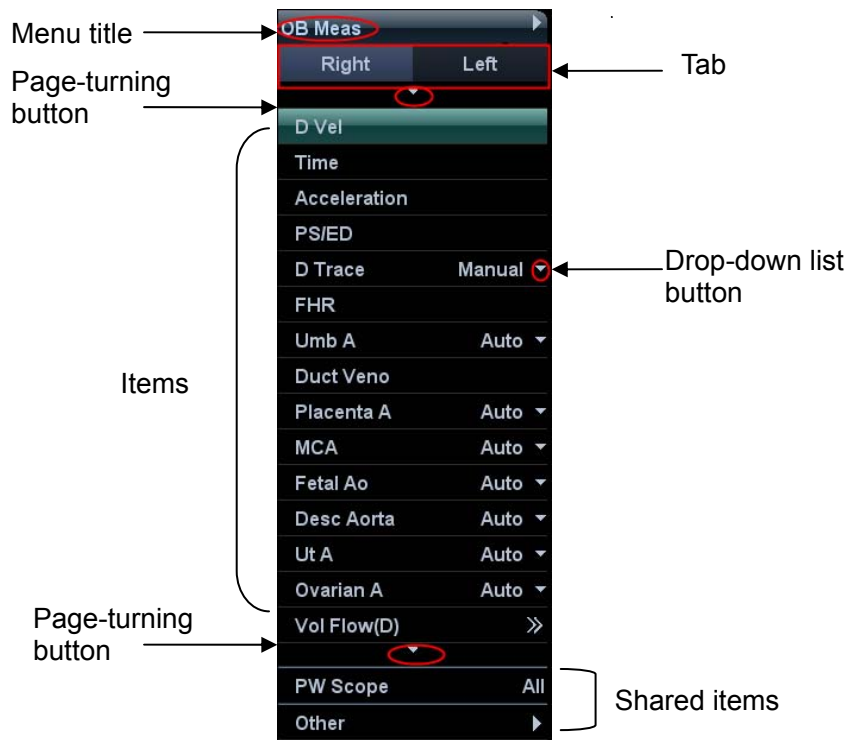 Menu title
OB Meas
Right Left
Tab
Page-turning
button
D Vel
Time
Acceleration
PS/ED
D Trace Manual
Drop-down list
button
FHR
Umb A Auto
Duct Veno
Items
Placenta A Auto
MCA Auto
Fetal Ao Auto
Desc Aorta Auto
Ut A Auto
Ovarian A Auto
Vol Flow(D) »
Page-turning
button
PW Scope All
Other
Shared items